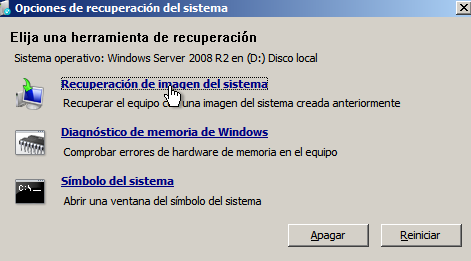 Opciones de recuperación del sistema
Elija una herramienta de recuperación
Sistema operativo: Windows Server 2008 R2 en (D:) Disco local
Recuperación de imagen del sistema
Recuperar el equipo con una imagen del sistema creada anteriormente
Diagnóstico de memoria de Windows
Comprobar errores de hardware de memoria en el equipo
C:\
Símbolo del sistema
Abrir una ventana del símbolo del sistema
Apagar
Reiniciar